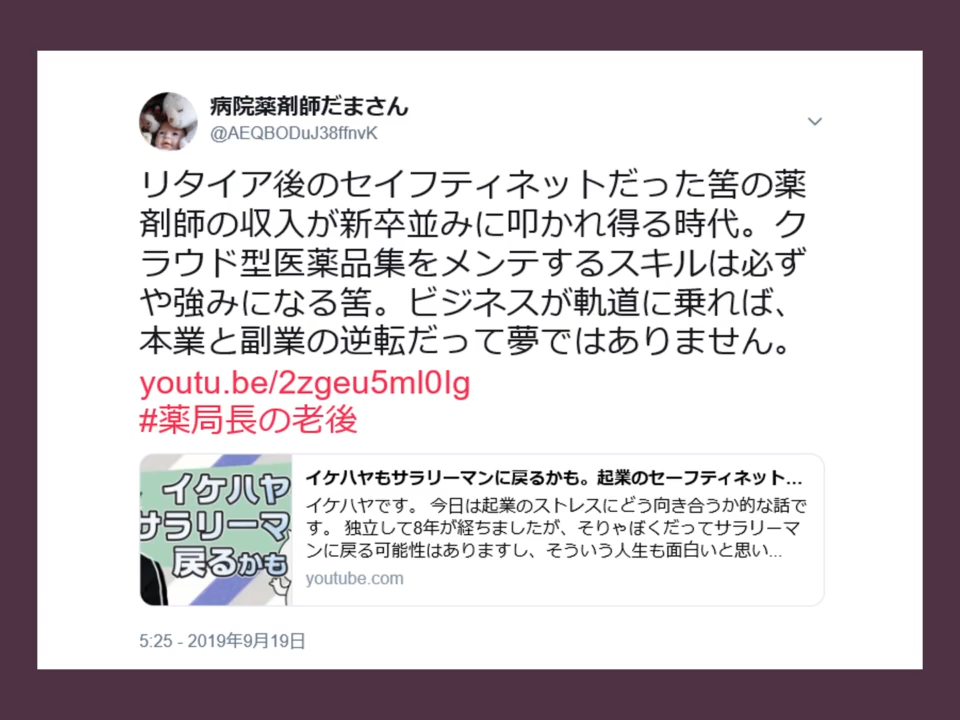 病院薬剤師だまさん
@AEQBODuJ38ffnvK
リタイア後のセイフティネットだった筈の薬
剤師の収入が新卒並みに叩かれ得る時代。ク
ラウド型医薬品集をメンテするスキルは必ず
や強みになる筈。ビジネスが軌道に乗れば、
本業と副業の逆転だって夢ではありません。
youtu.be/2zgeu5ml0Ig
#薬局長の老後
イケハヤ
サラリーマ
戻るかも
イケハヤもサラリーマンに戻るかも。起業のセーフティネット...
イケハヤです。 今日は起業のストレスにどう向き合うか的な話で
す。 独立して8年が経ちましたが、そりゃぼくだってサラリーマ
ンに戻る可能性はありますし、そういう人生も面白いと思い...
youtube.com
5:25 - 2019年9月19日